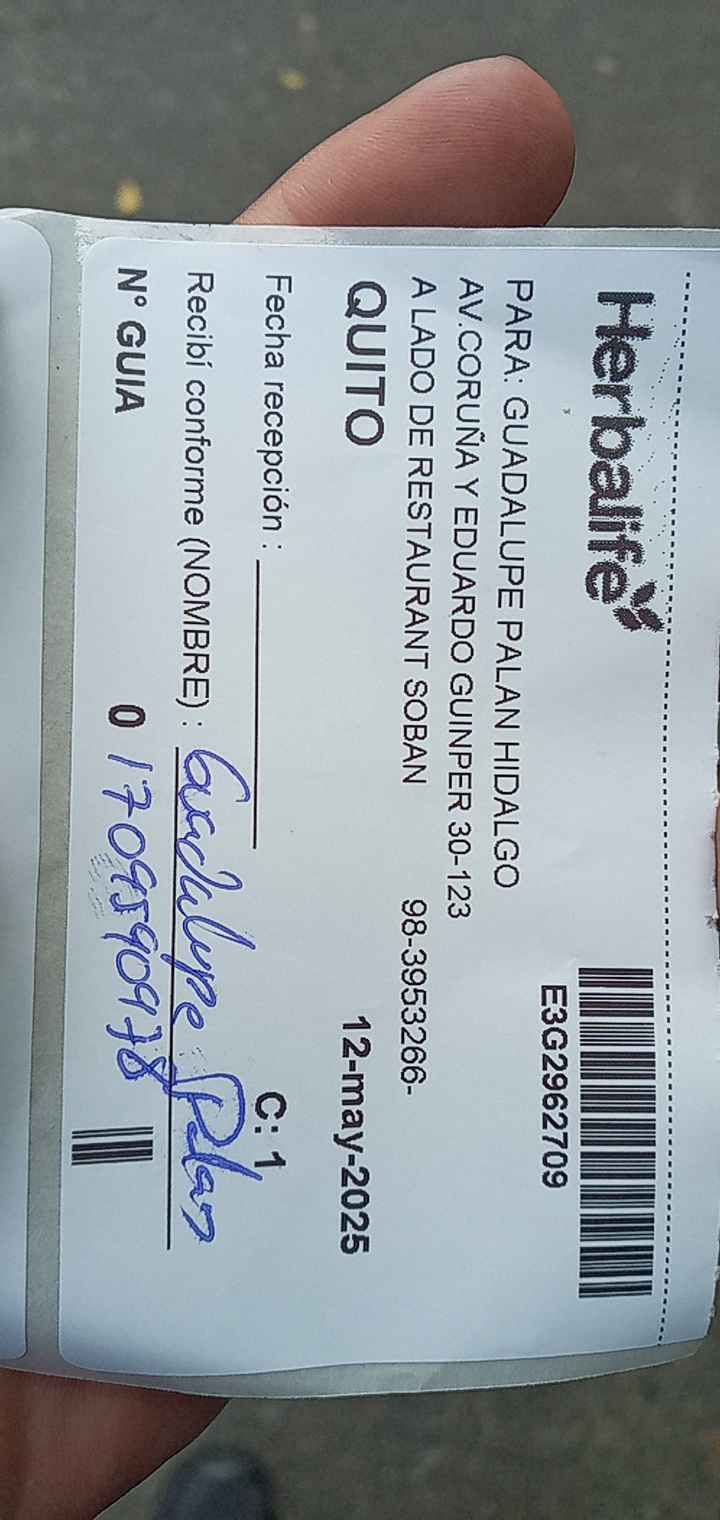 Herbalife
E3G2962709
PARA: GUADALUPE PALAN HIDALGO
AV.CORUÑA Y EDUARDO GUINPER 30-123
A LADO DE RESTAURANT SOBAN 98-3953266-
QUITO 12-may-2025
Fecha recepción : C: 1
Recibí conforme (NOMBRE) : Guadalupe Palan
N° GUIA 0 1709590978